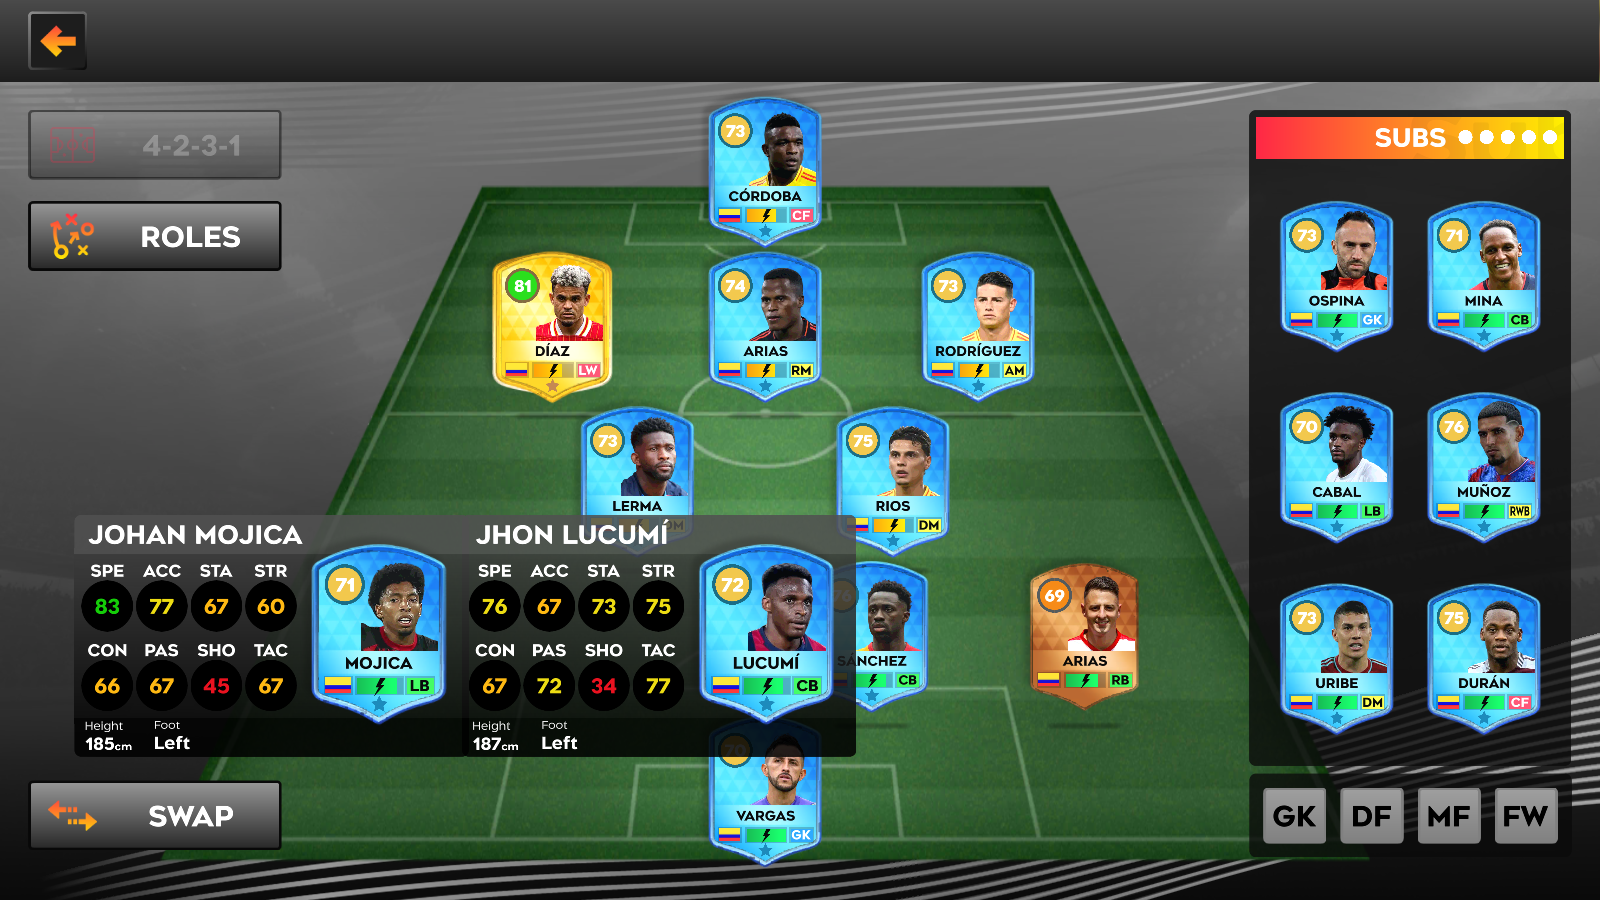 4-2-3-1
ROLES
SUBS
73
CÓRDOBA
CF
81
DÍAZ
LW
74
ARIAS
RM
73
RODRÍGUEZ
AM
73
LERMA
DM
75
RIOS
DM
JOHAN MOJICA
SPE ACC STA STR
83 77 67 60
CON PAS SHO TAC
66 67 45 67
Height Foot
185cm Left
71
MOJICA
LB
JHON LUCUMÍ
SPE ACC STA STR
76 67 73 75
CON PAS SHO TAC
67 72 34 77
Height Foot
187cm Left
72
LUCUMÍ
CB
SÁNCHEZ
CB
69
ARIAS
RB
70
VARGAS
GK
SWAP
73
OSPINA
GK
71
MINA
CB
70
CABAL
LB
76
MUÑOZ
RWB
73
URIBE
DM
75
DURÁN
CF
GK DF MF FW